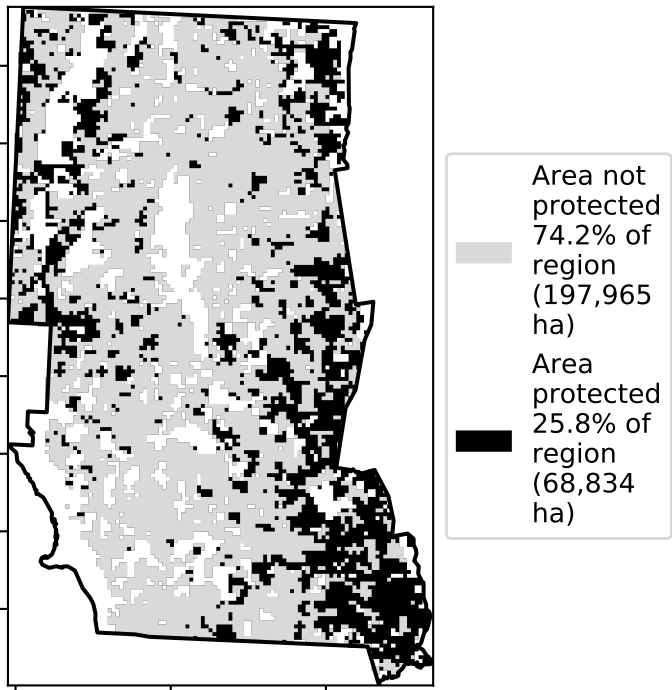 Area not
protected
74.2% of
region
(197,965
ha)
Area
protected
25.8% of
region
(68,834
ha)